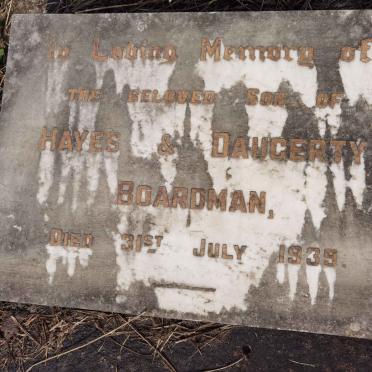 In Loving Memory of
THE BELOVED SON OF
HAYES & DAUGERTY
BOARDMAN,
DIED 31ST JULY 1939.